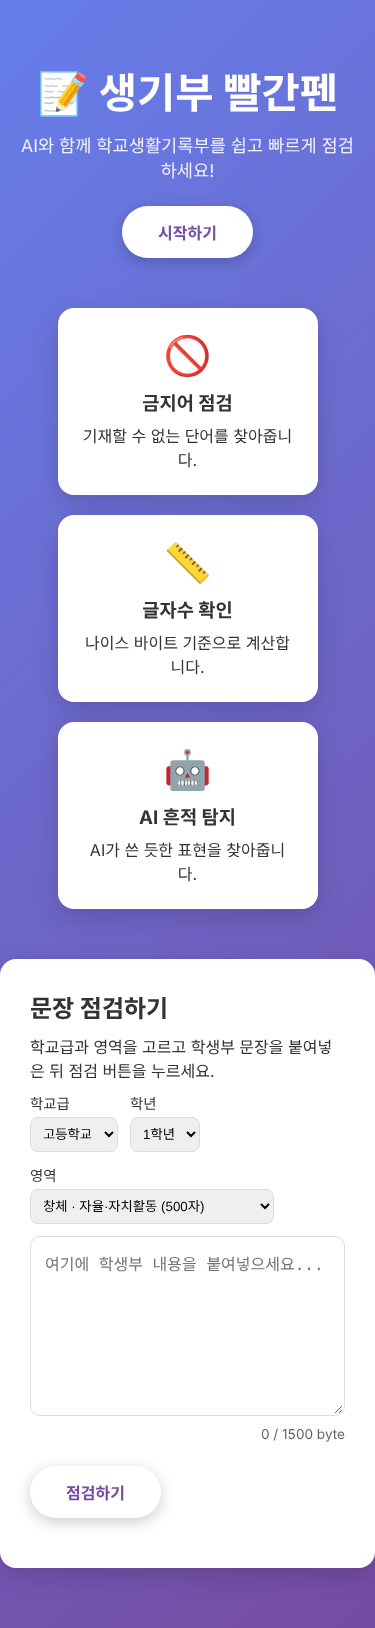 📝 생기부 빨간펜
AI와 함께 학교생활기록부를 쉽고 빠르게 점검
하세요!
시작하기
금지어 점검
기재할 수 없는 단어를 찾아줍니
다.
글자수 확인
나이스 바이트 기준으로 계산합
니다.
AI 흔적 탐지
AI가 쓴 듯한 표현을 찾아줍니
다.
문장 점검하기
학교급과 영역을 고르고 학생부 문장을 붙여넣
은 뒤 점검 버튼을 누르세요.
학교급 학년
고등학교 1학년
영역
창체 · 자율·자치활동 (500자)
여기에 학생부 내용을 붙여넣으세요...
0 / 1500 byte
점검하기